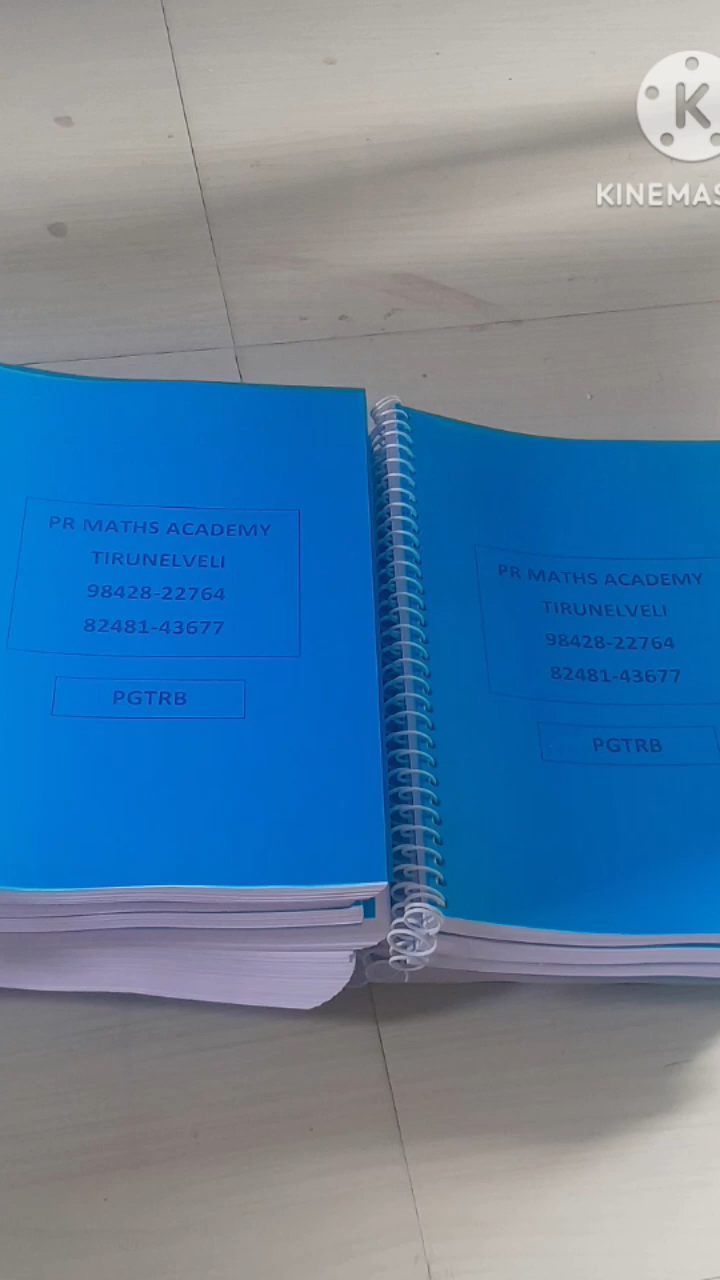 K
KINEMAS
PR MATHS ACADEMY
TIRUNELVELI
98428-22764
82481-43677
PGTRB
PR MATHS ACADEMY
TIRUNELVELI
98428-22764
82481-43677
PGTRB